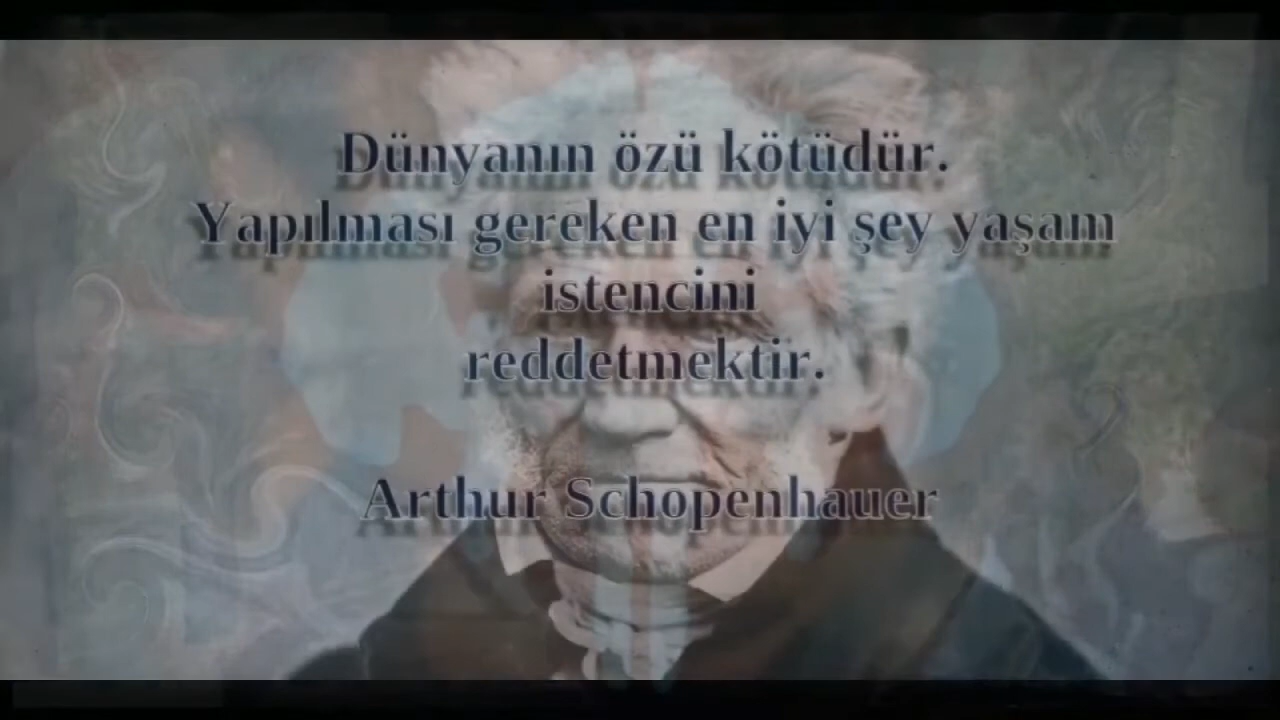 Dünyanın özü kötüdür.
Yapılması gereken en iyi şey yaşam
istencini
reddetmektir.
Arthur Schopenhauer